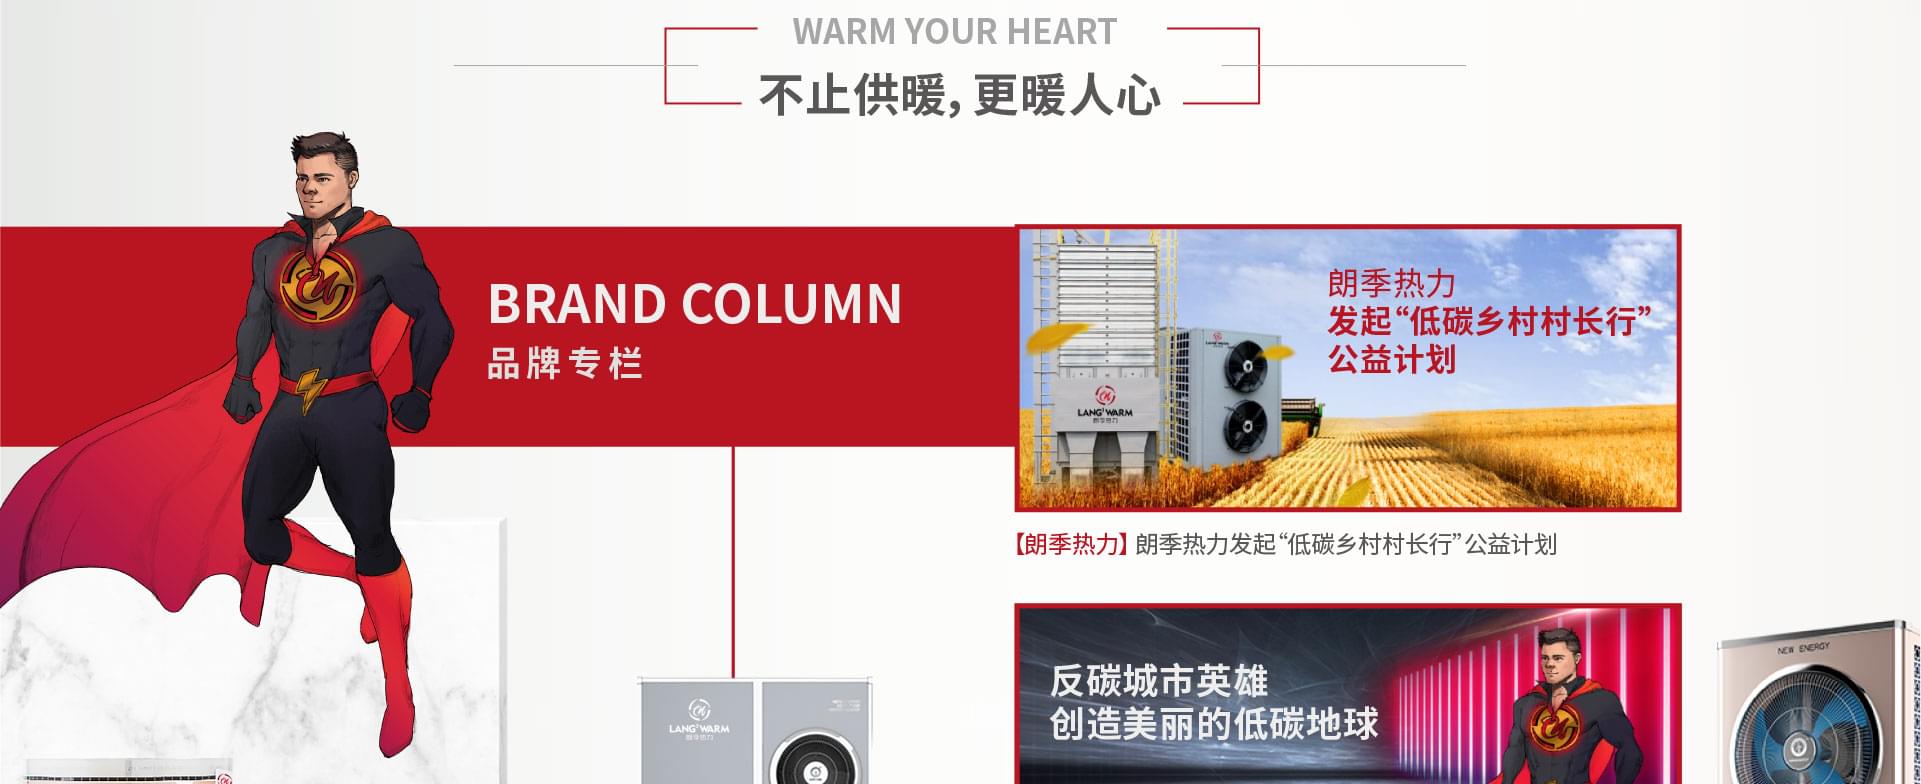 WARM YOUR HEART
不止供暖，更暖人心
BRAND COLUMN
品牌专栏
朗季热力
发起“低碳乡村村长行”
公益计划
LANG'WARM
朗季热力
【朗季热力】朗季热力发起“低碳乡村村长行”公益计划
反碳城市英雄
创造美丽的低碳地球
LANG'WARM
朗季热力
NEW ENERGY